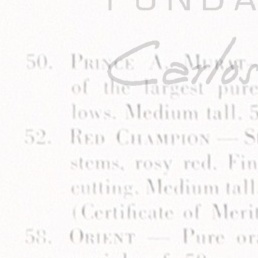 FUNDA
50. PRINCE A. MURAT
Carlos
of the largest pure
lows. Medium tall. 5
52. RED CHAMPION — S
stems, rosy red. Fin
cutting. Medium tall
(Certificate of Merit
58. ORIENT — Pure or